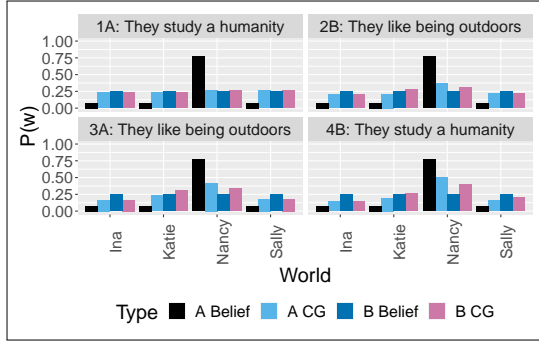 1A: They study a humanity 2B: They like being outdoors
1.00
0.75
0.50
0.25
0.00
3A: They like being outdoors 4B: They study a humanity
1.00
0.75
0.50
0.25
0.00
P(w)
Ina Katie Nancy Sally Ina Katie Nancy Sally
World
Type A Belief A CG B Belief B CG